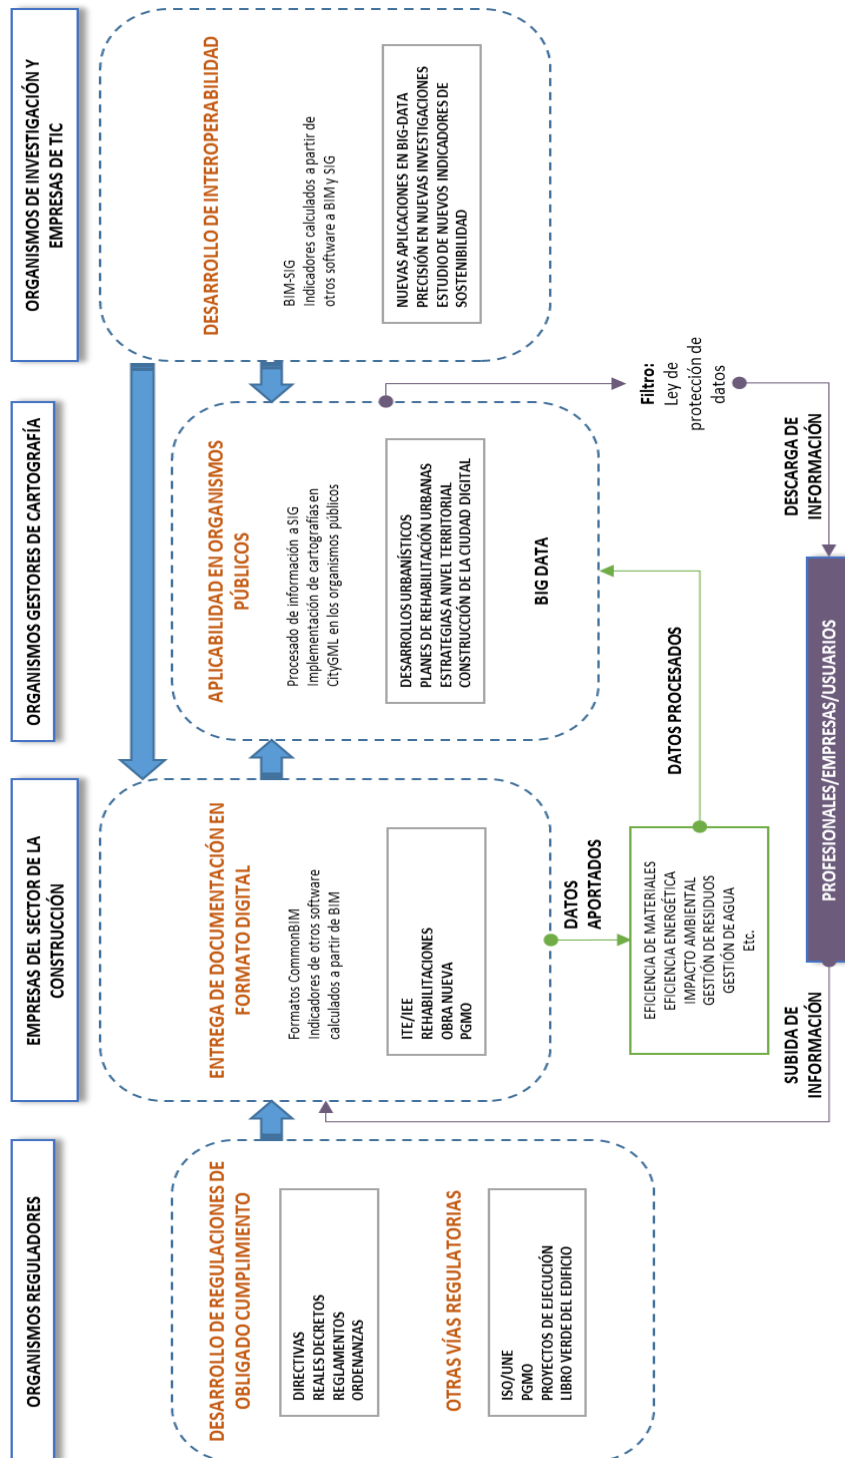 ORGANISMOS REGULADORES
DESARROLLO DE REGULACIONES DE
OBLIGADO CUMPLIMIENTO
DIRECTIVAS
REALES DECRETOS
REGLAMENTOS
ORDENANZAS
OTRAS VÍAS REGULATORIAS
ISO/UNE
PGMO
PROYECTOS DE EJECUCIÓN
LIBRO VERDE DEL EDIFICIO
EMPRESAS DEL SECTOR DE LA
CONSTRUCCIÓN
ENTREGA DE DOCUMENTACIÓN EN
FORMATO DIGITAL
Formatos CommonBIM
Indicadores de otros software
calculados a partir de BIM
ITE/IEE
REHABILITACIONES
OBRA NUEVA
PGMO
DATOS
APORTADOS
EFICIENCIA DE MATERIALES
EFICIENCIA ENERGÉTICA
IMPACTO AMBIENTAL
GESTIÓN DE RESIDUOS
GESTIÓN DE AGUA
Etc.
SUBIDA DE
INFORMACIÓN
ORGANISMOS GESTORES DE CARTOGRAFÍA
APLICABILIDAD EN ORGANISMOS
PÚBLICOS
Procesado de información a SIG
Implementación de cartografías en
CityGML en los organismos públicos
DESARROLLOS URBANÍSTICOS
PLANES DE REHABILITACIÓN URBANAS
ESTRATEGIAS A NIVEL TERRITORIAL
CONSTRUCCIÓN DE LA CIUDAD DIGITAL
BIG DATA
DATOS PROCESADOS
PROFESIONALES/EMPRESAS/USUARIOS
ORGANISMOS DE INVESTIGACIÓN Y
EMPRESAS DE TIC
DESARROLLO DE INTEROPERABILIDAD
BIM-SIG
Indicadores calculados a partir de
otros software a BIM y SIG
NUEVAS APLICACIONES EN BIG-DATA
PRECISIÓN EN NUEVAS INVESTIGACIONES
ESTUDIO DE NUEVOS INDICADORES DE
SOSTENIBILIDAD
Filtro:
Ley de
protección de
datos
DESCARGA DE
INFORMACIÓN